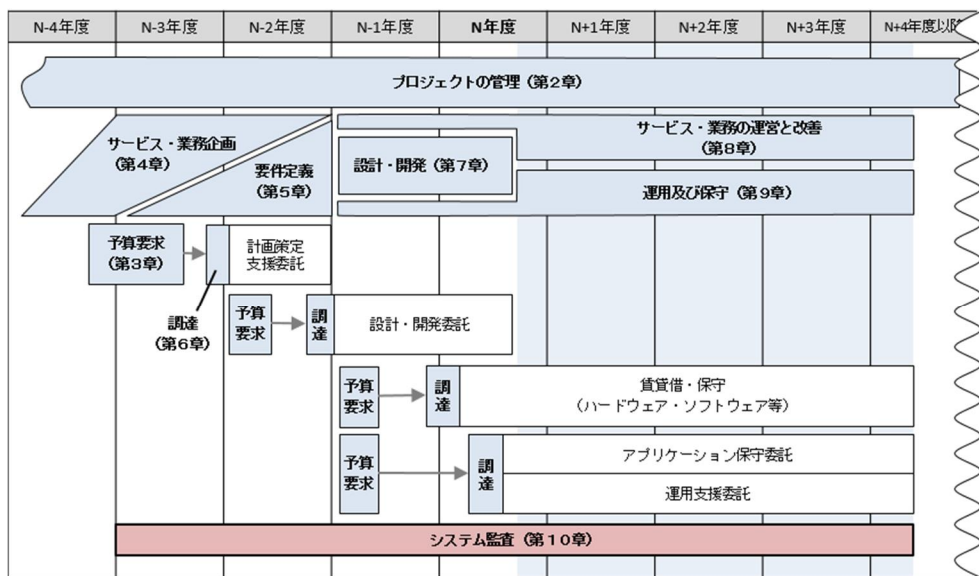 N-4年度 N-3年度 N-2年度 N-1年度 N年度 N+1年度 N+2年度 N+3年度 N+4年度以降
プロジェクトの管理（第２章）
サービス・業務企画
（第４章）
要件定義
（第５章）
設計・開発（第７章）
サービス・業務の運営と改善
（第８章）
運用及び保守（第９章）
予算要求
（第３章）
計画策定
支援委託
調達
（第６章）
予算
要求
調
達
設計・開発委託
予算
要求
調
達
賃貸借・保守
（ハードウェア・ソフトウェア等）
予算
要求
調
達
アプリケーション保守委託
運用支援委託
システム監査（第１０章）